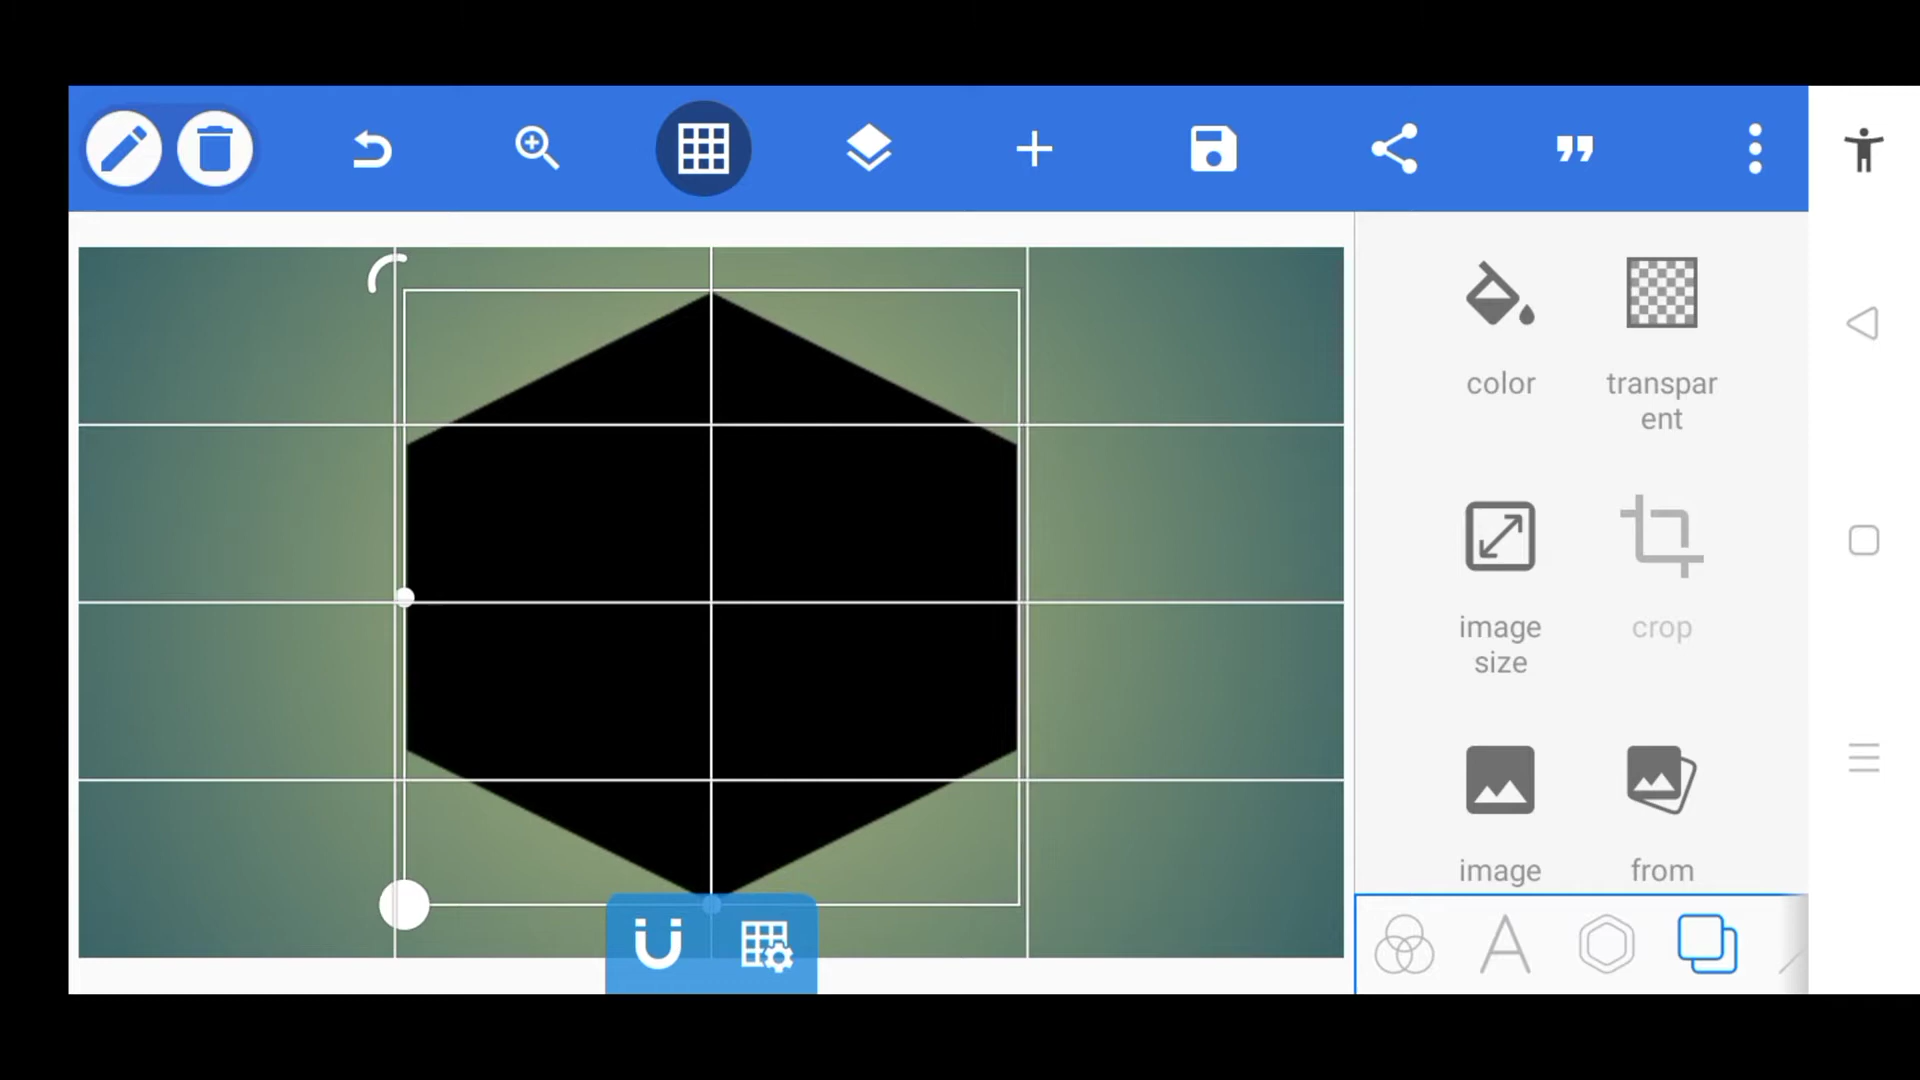 color
transpar
ent
image
size
crop
image
from